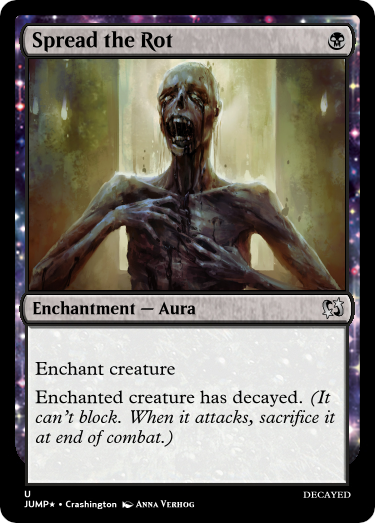 Spread the Rot
Enchantment — Aura
Enchant creature
Enchanted creature has decayed. (It
can't block. When it attacks, sacrifice it
at end of combat.)
U
JUMP★ • Crashington Anna Verhog
DECAYED